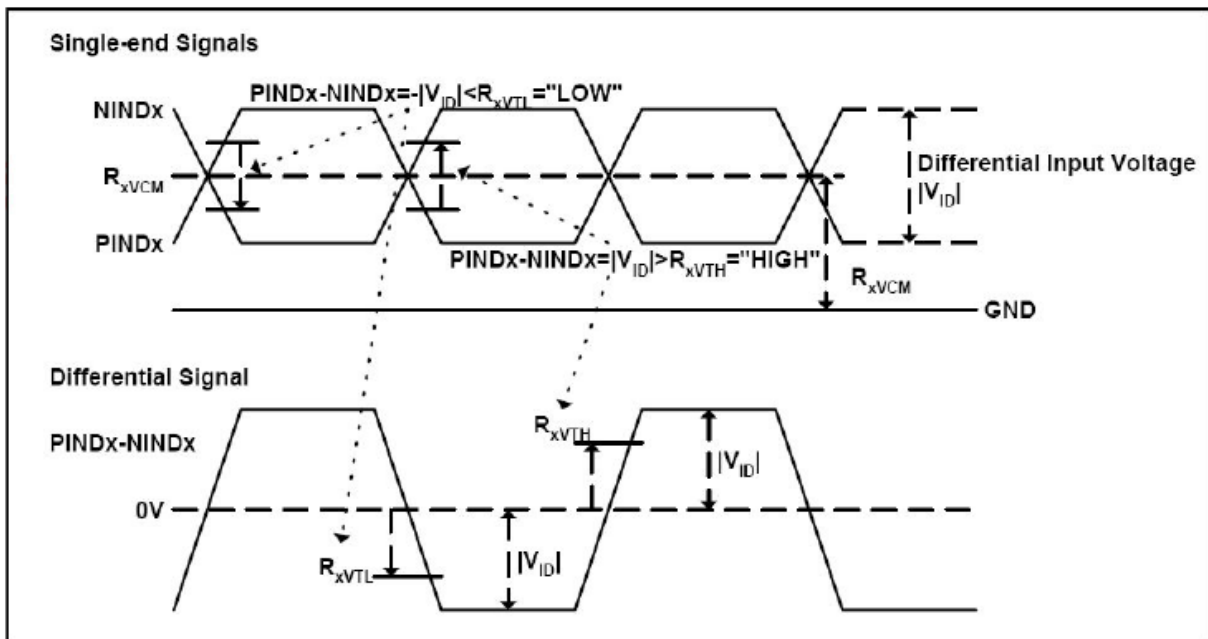 Single-end Signals
PINDx-NINDx=-|VID|<RxVTL="LOW"
NINDx
RxVCM
Differential Input Voltage
|VID|
PINDx
PINDx-NINDx=|VID|>RxVTH="HIGH"
RxVCM
GND
Differential Signal
RxVTH
PINDx-NINDx
|VID|
0V
RxVTL
|VID|